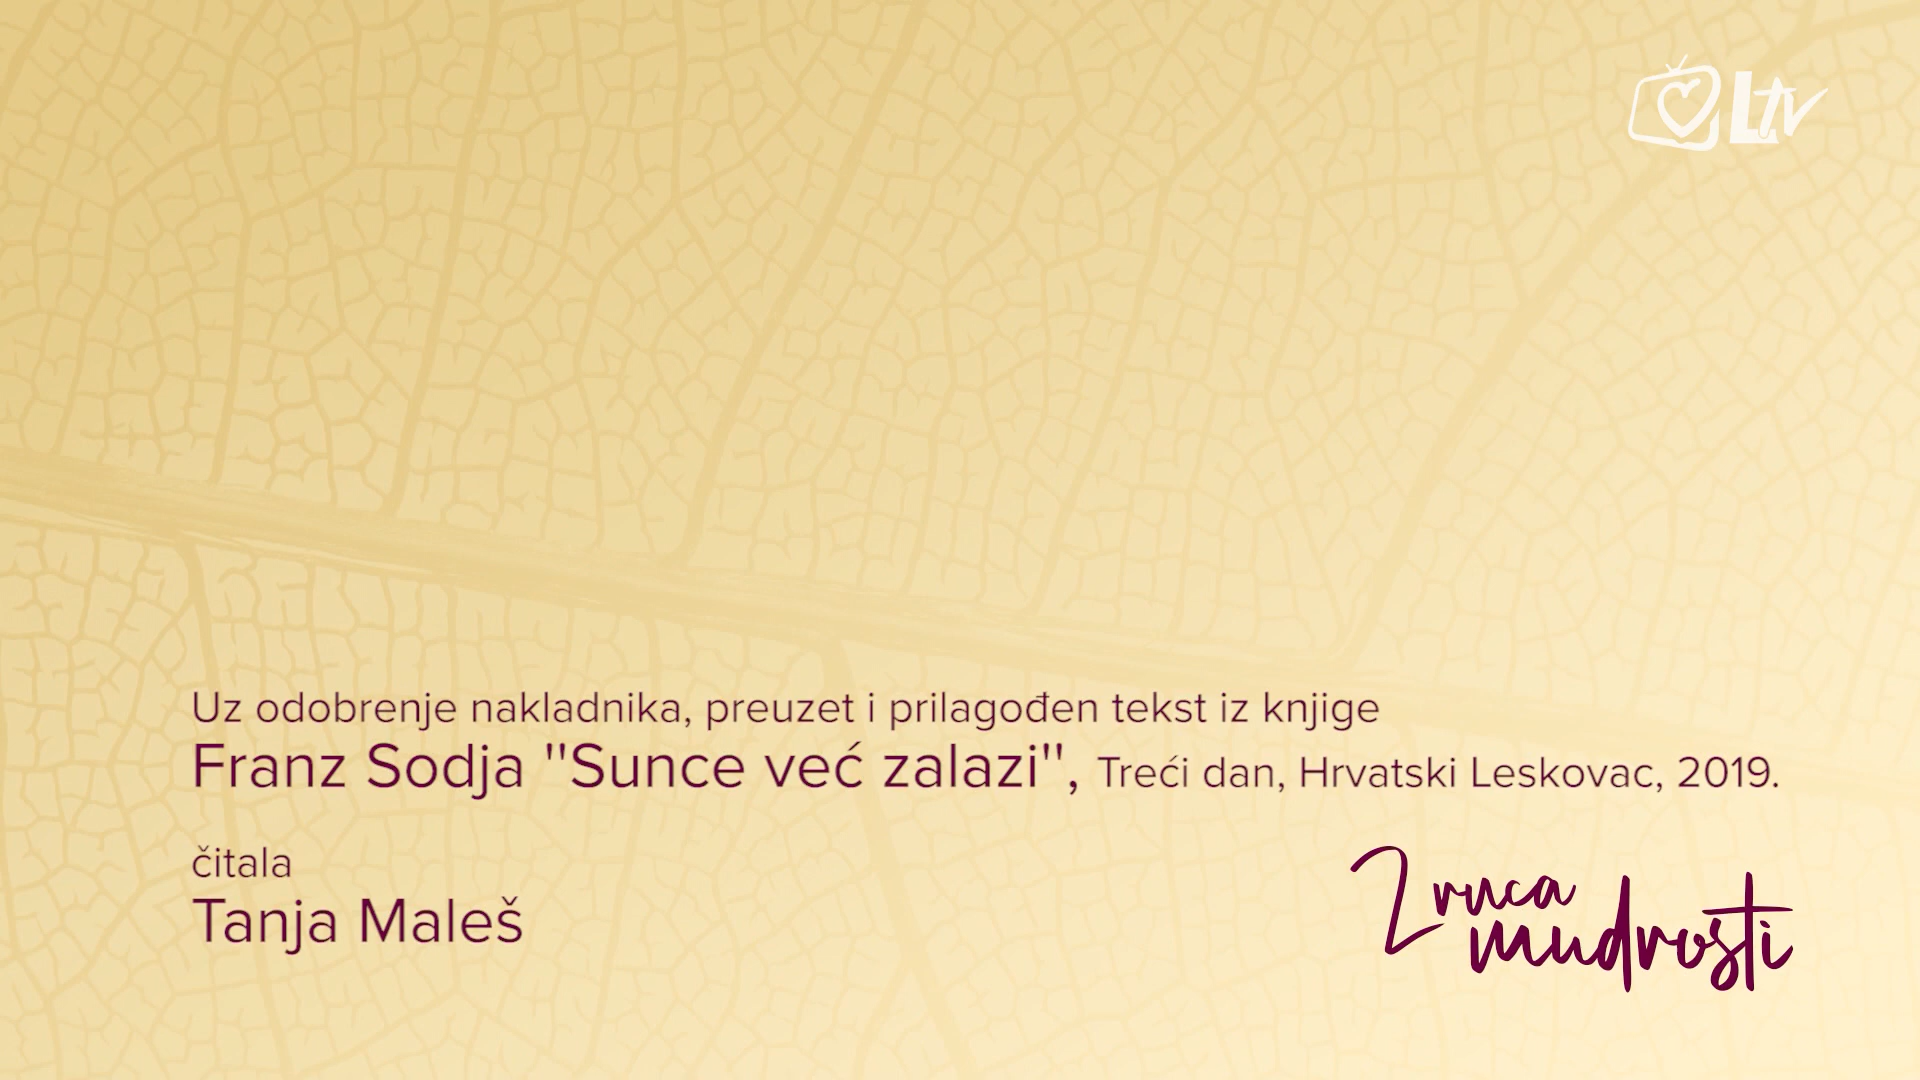 Ltv
Uz odobrenje nakladnika, preuzet i prilagođen tekst iz knjige
Franz Sodja "Sunce već zalazi", Treći dan, Hrvatski Leskovac, 2019.
čitala
Tanja Maleš
Zrnca
mudrosti